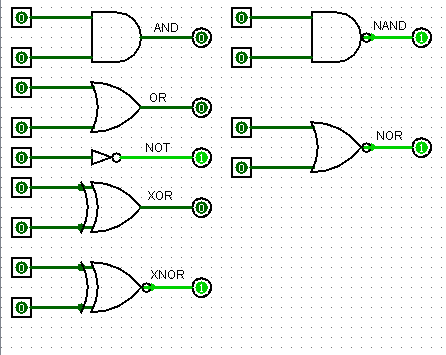 0 AND 0 0 NAND 1
0 0
0 OR 0
0 0 NOR 1
0 NOT 1 0
0 XOR 0
0
0 XNOR 1
0